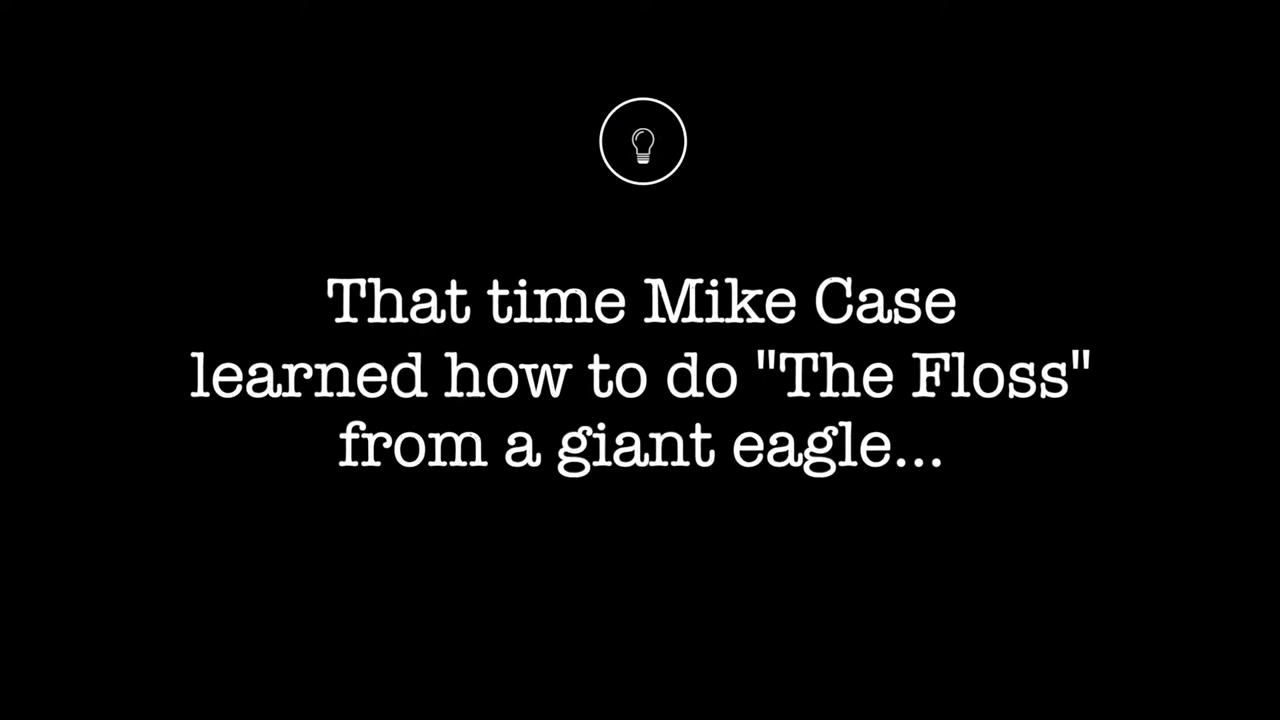 That time Mike Case
learned how to do "The Floss"
from a giant eagle...